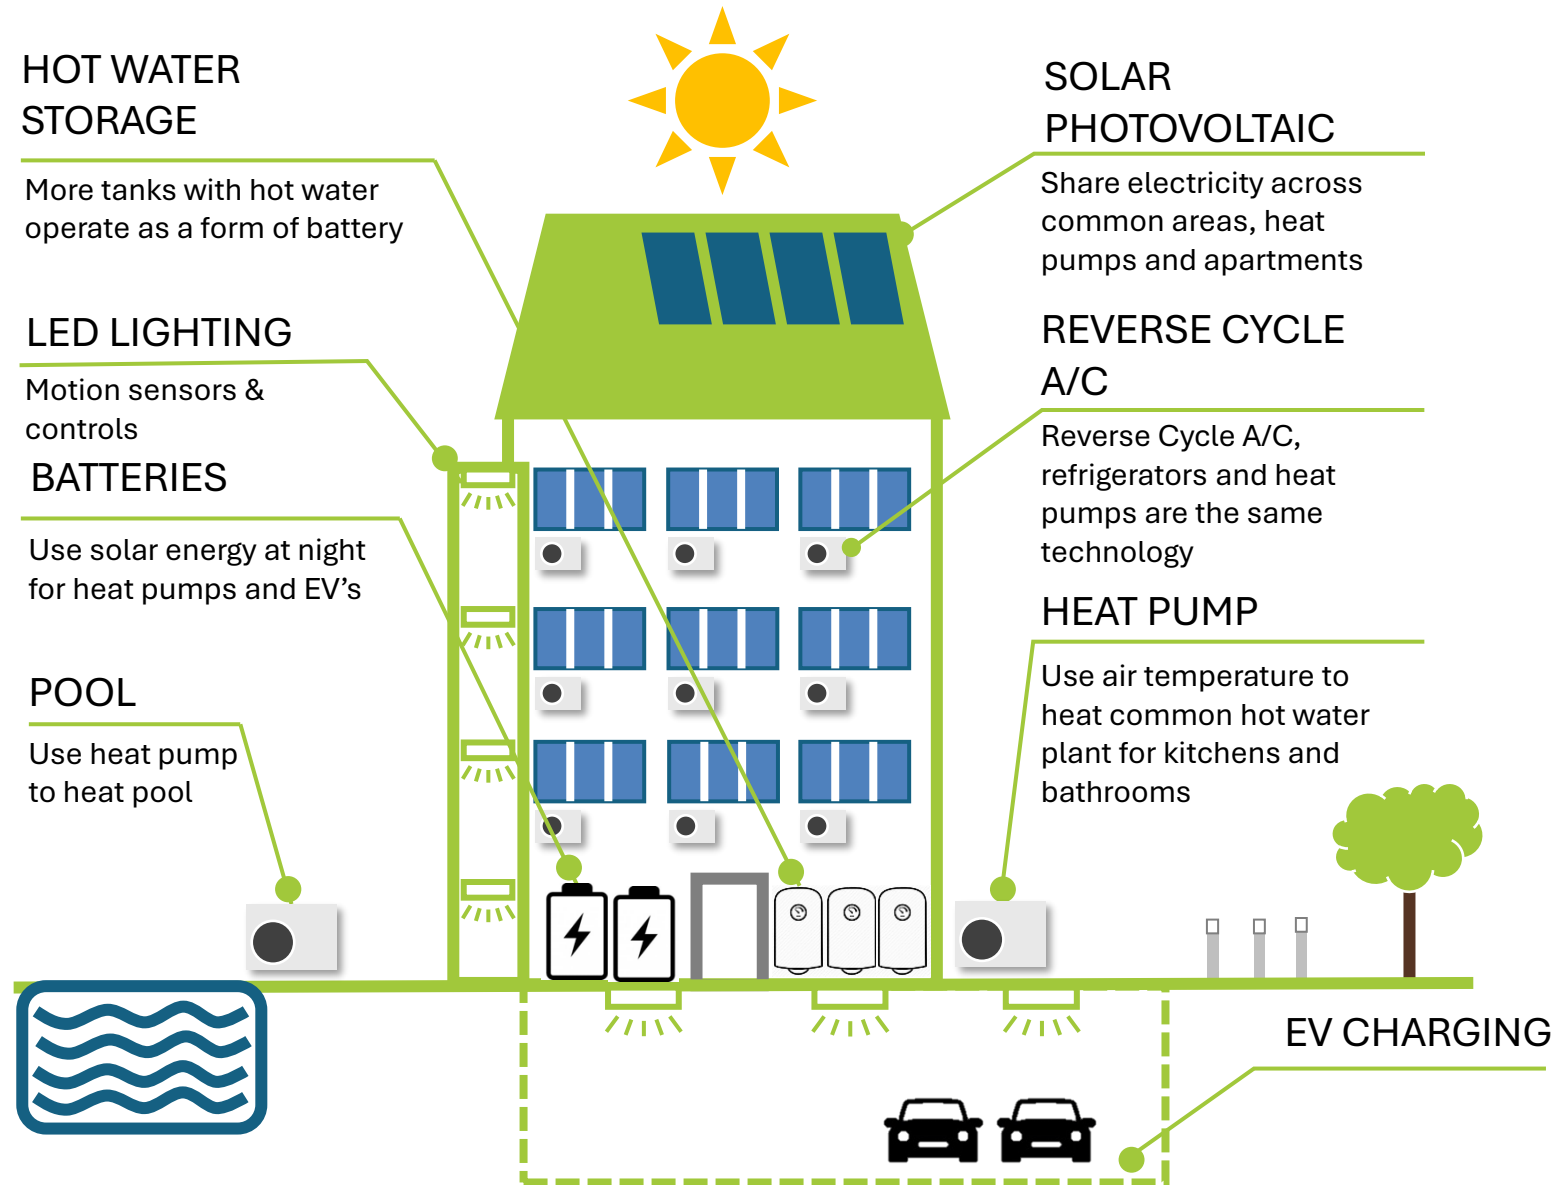 HOT WATER
STORAGE
More tanks with hot water
operate as a form of battery
LED LIGHTING
Motion sensors &
controls
BATTERIES
Use solar energy at night
for heat pumps and EV’s
POOL
Use heat pump
to heat pool
SOLAR
PHOTOVOLTAIC
Share electricity across
common areas, heat
pumps and apartments
REVERSE CYCLE
A/C
Reverse Cycle A/C,
refrigerators and heat
pumps are the same
technology
HEAT PUMP
Use air temperature to
heat common hot water
plant for kitchens and
bathrooms
EV CHARGING